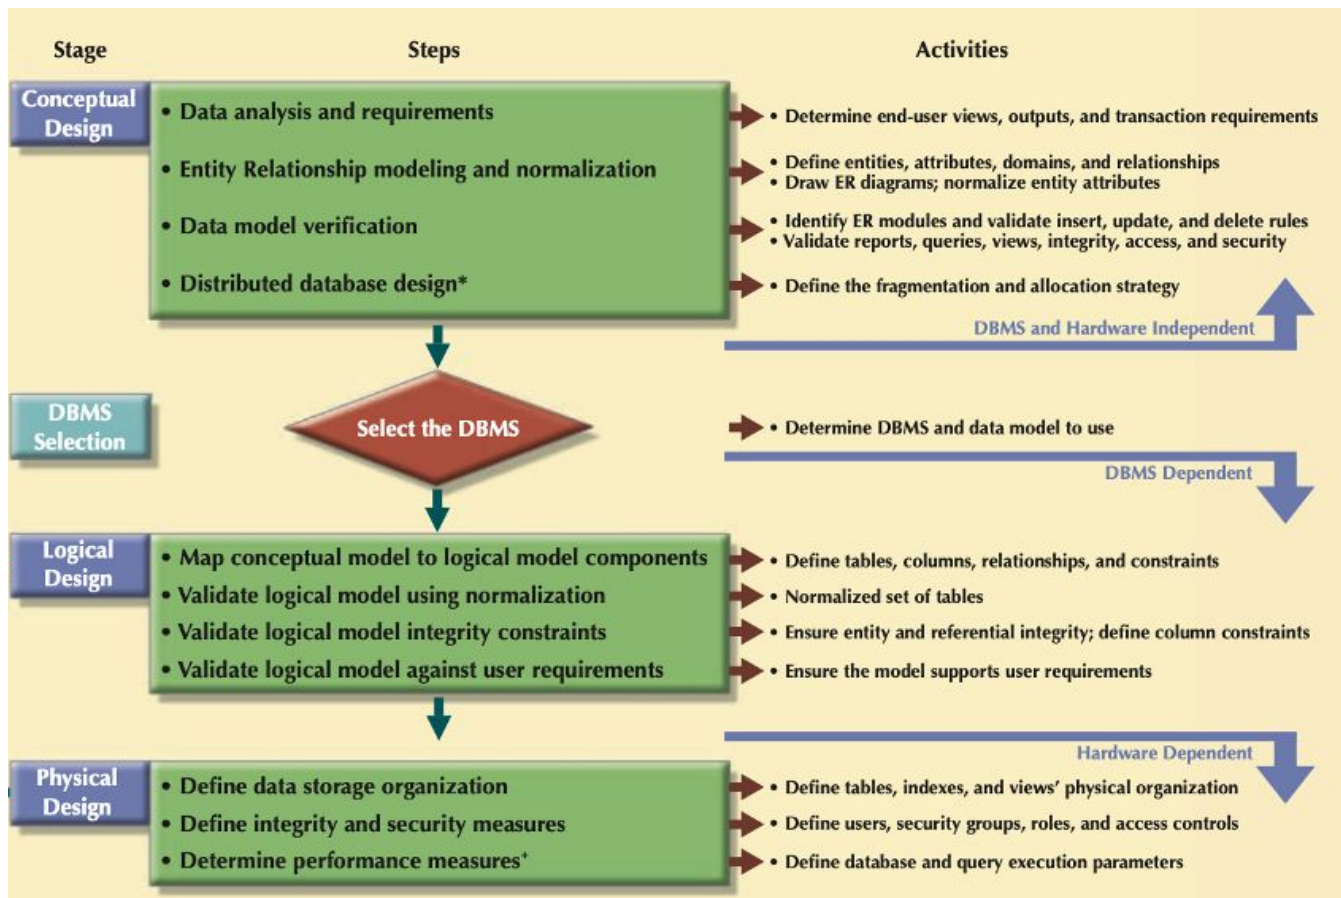 Stage Steps Activities
Conceptual
Design
• Data analysis and requirements
• Determine end-user views, outputs, and transaction requirements
• Entity Relationship modeling and normalization
• Define entities, attributes, domains, and relationships
• Draw ER diagrams; normalize entity attributes
• Data model verification
• Identify ER modules and validate insert, update, and delete rules
• Validate reports, queries, views, integrity, access, and security
• Distributed database design*
• Define the fragmentation and allocation strategy
DBMS and Hardware Independent
DBMS
Selection
Select the DBMS
• Determine DBMS and data model to use
DBMS Dependent
Logical
Design
• Map conceptual model to logical model components
• Define tables, columns, relationships, and constraints
• Validate logical model using normalization
• Normalized set of tables
• Validate logical model integrity constraints
• Ensure entity and referential integrity; define column constraints
• Validate logical model against user requirements
• Ensure the model supports user requirements
Hardware Dependent
Physical
Design
• Define data storage organization
• Define tables, indexes, and views’ physical organization
• Define integrity and security measures
• Define users, security groups, roles, and access controls
• Determine performance measures⁺
• Define database and query execution parameters